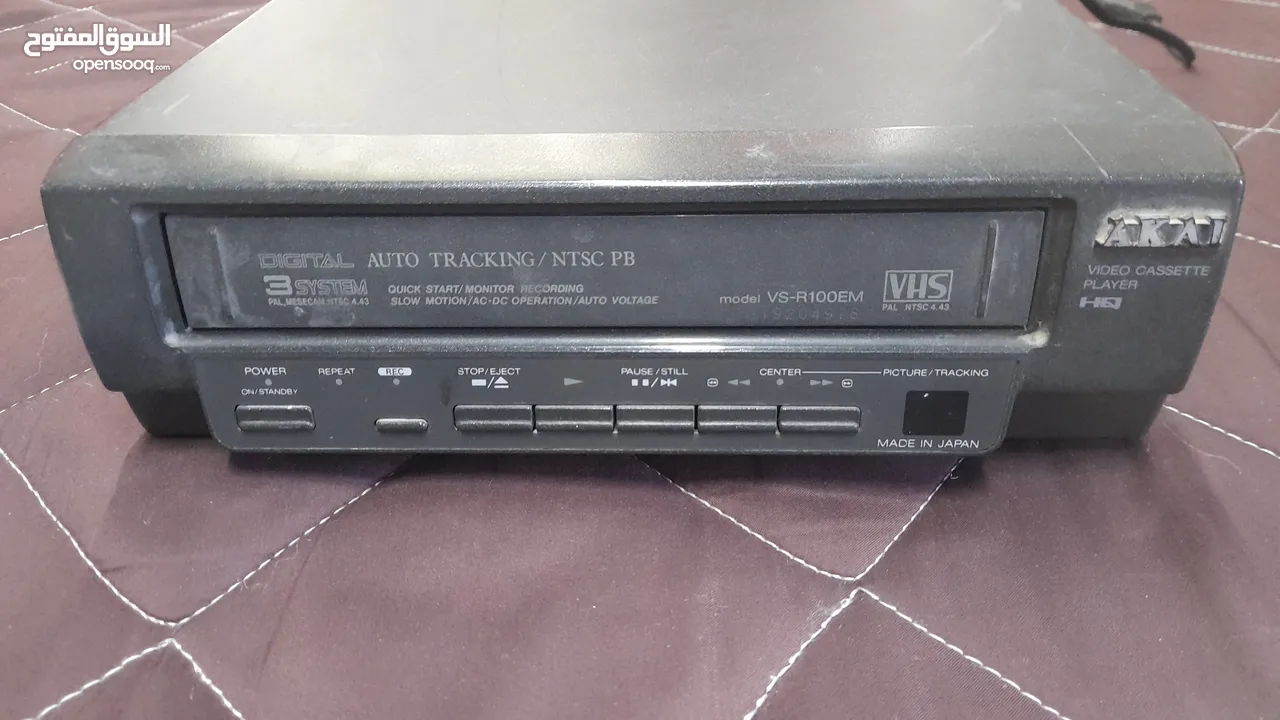 السوق المفتوح
opensooq.com
AKAI
VIDEO CASSETTE
PLAYER
HQ
DIGITAL AUTO TRACKING/NTSC PB
3 SYSTEM
PAL.MESECAM.NTSC 4.43
QUICK START/MONITOR RECORDING
SLOW MOTION/AC-DC OPERATION/AUTO VOLTAGE
model VS-R100EM
VHS
PAL NTSC 4.43
POWER
ON/STANDBY
REPEAT
REC
STOP/EJECT
PAUSE/STILL
CENTER
PICTURE/TRACKING
MADE IN JAPAN